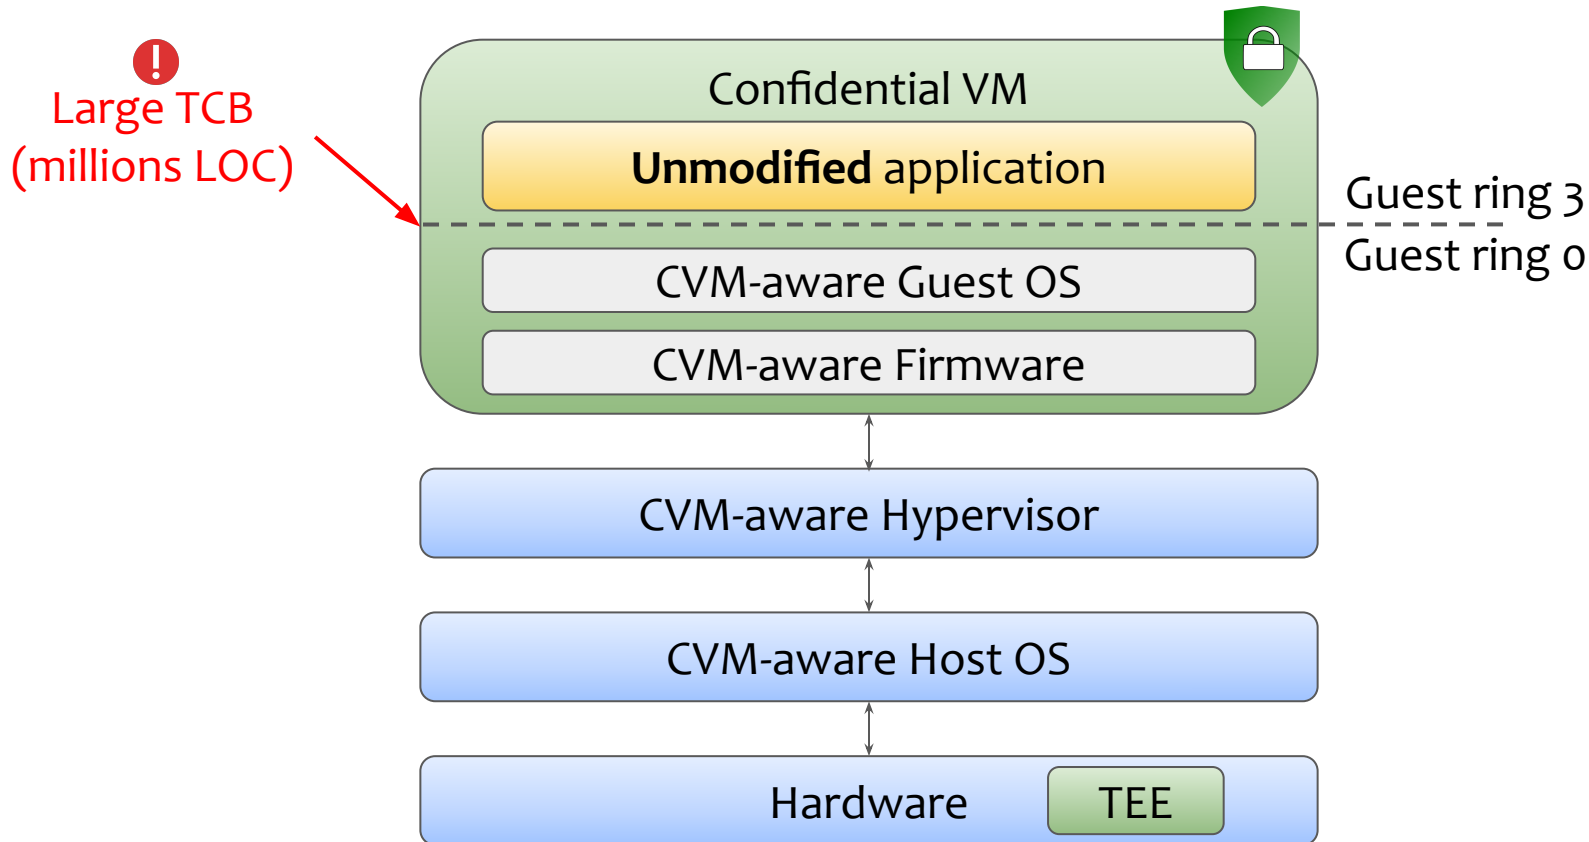 Large TCB
(millions LOC)
Confidential VM
Unmodified application
Guest ring 3
Guest ring 0
CVM-aware Guest OS
CVM-aware Firmware
CVM-aware Hypervisor
CVM-aware Host OS
Hardware
TEE